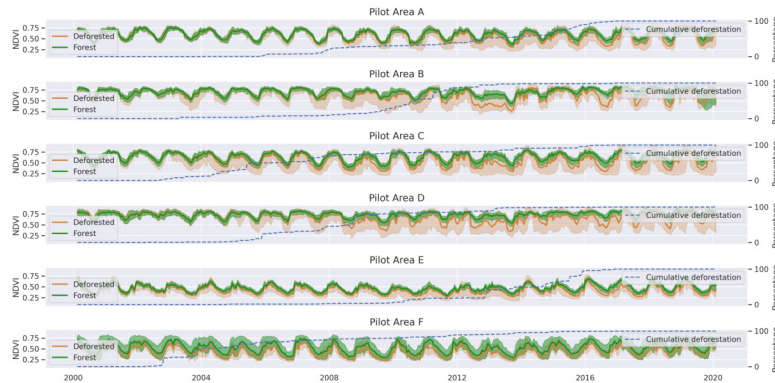 Pilot Area A
NDVI
0.75
0.50
0.25
Deforested
Forest
Cumulative deforestation
100
0
Pilot Area B
NDVI
0.75
0.50
0.25
Deforested
Forest
Cumulative deforestation
100
0
Pilot Area C
NDVI
0.75
0.50
0.25
Deforested
Forest
Cumulative deforestation
100
0
Pilot Area D
NDVI
0.75
0.50
0.25
Deforested
Forest
Cumulative deforestation
100
0
Pilot Area E
NDVI
0.75
0.50
0.25
Deforested
Forest
Cumulative deforestation
100
0
Pilot Area F
NDVI
0.75
0.50
0.25
Deforested
Forest
Cumulative deforestation
100
0
2000 2004 2008 2012 2016 2020